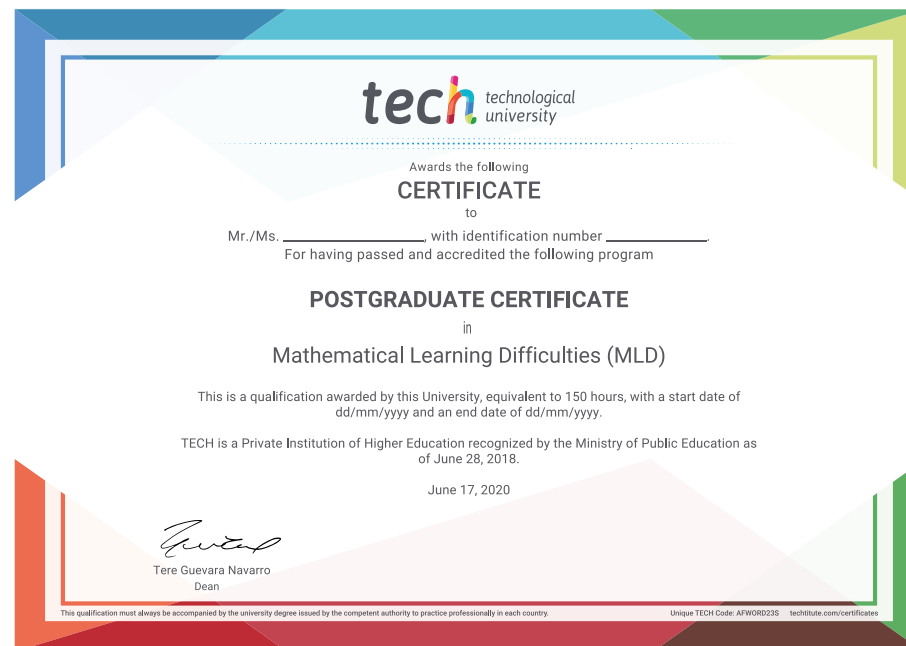 tech technological
university
Awards the following
CERTIFICATE
to
Mr./Ms. ________________, with identification number ____________.
For having passed and accredited the following program
POSTGRADUATE CERTIFICATE
in
Mathematical Learning Difficulties (MLD)
This is a qualification awarded by this University, equivalent to 150 hours, with a start date of
dd/mm/yyyy and an end date of dd/mm/yyyy.
TECH is a Private Institution of Higher Education recognized by the Ministry of Public Education as
of June 28, 2018.
June 17, 2020
Tere Guevara Navarro
Dean
This qualification must always be accompanied by the university degree issued by the competent authority to practice professionally in each country. Unique TECH Code: AFWORD23S techtitute.com/certificates